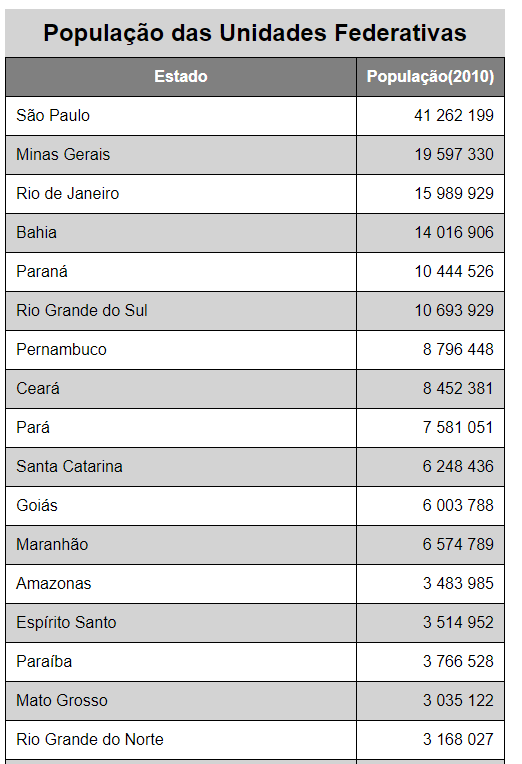 População das Unidades Federativas
Estado População(2010)
São Paulo 41 262 199
Minas Gerais 19 597 330
Rio de Janeiro 15 989 929
Bahia 14 016 906
Paraná 10 444 526
Rio Grande do Sul 10 693 929
Pernambuco 8 796 448
Ceará 8 452 381
Pará 7 581 051
Santa Catarina 6 248 436
Goiás 6 003 788
Maranhão 6 574 789
Amazonas 3 483 985
Espírito Santo 3 514 952
Paraíba 3 766 528
Mato Grosso 3 035 122
Rio Grande do Norte 3 168 027